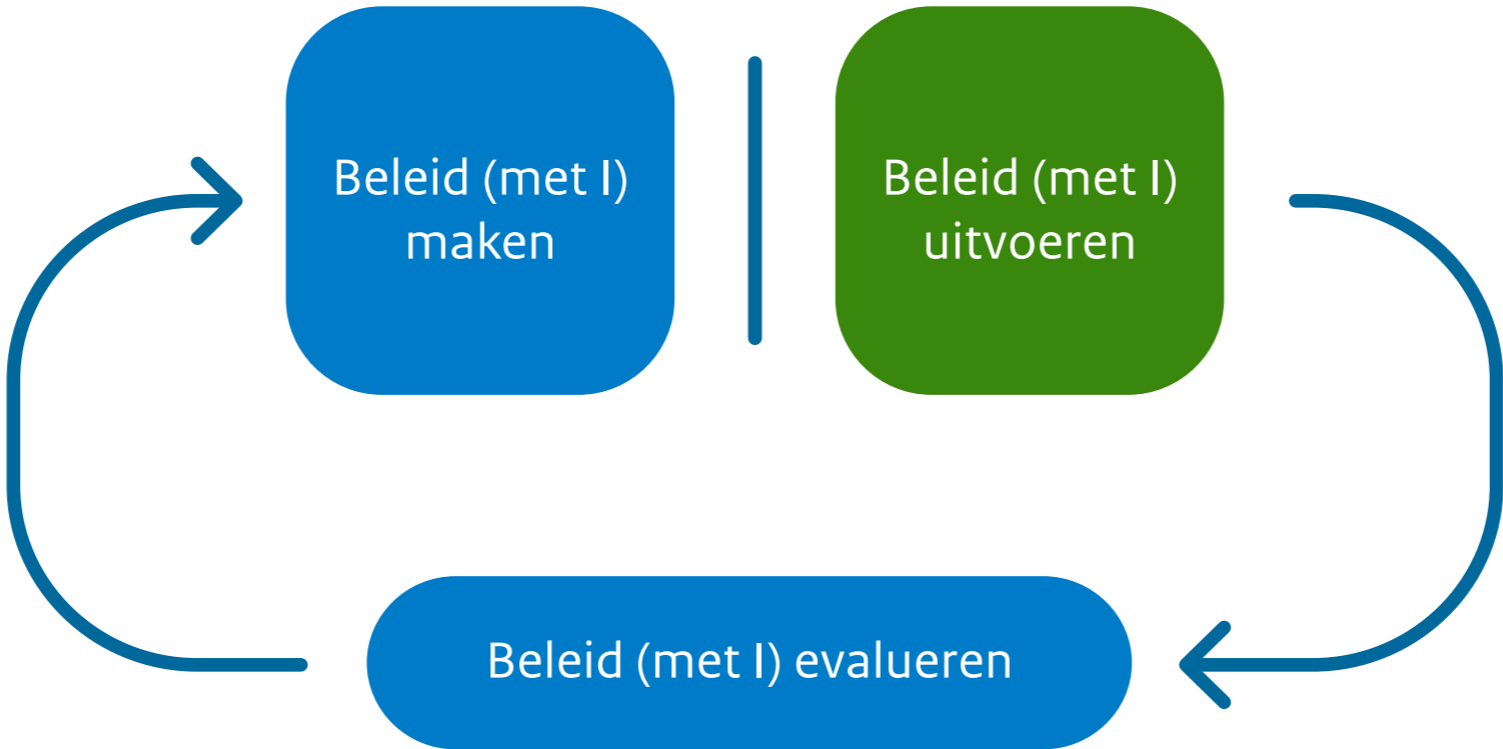 Beleid (met I)
maken
Beleid (met I)
uitvoeren
Beleid (met I) evalueren